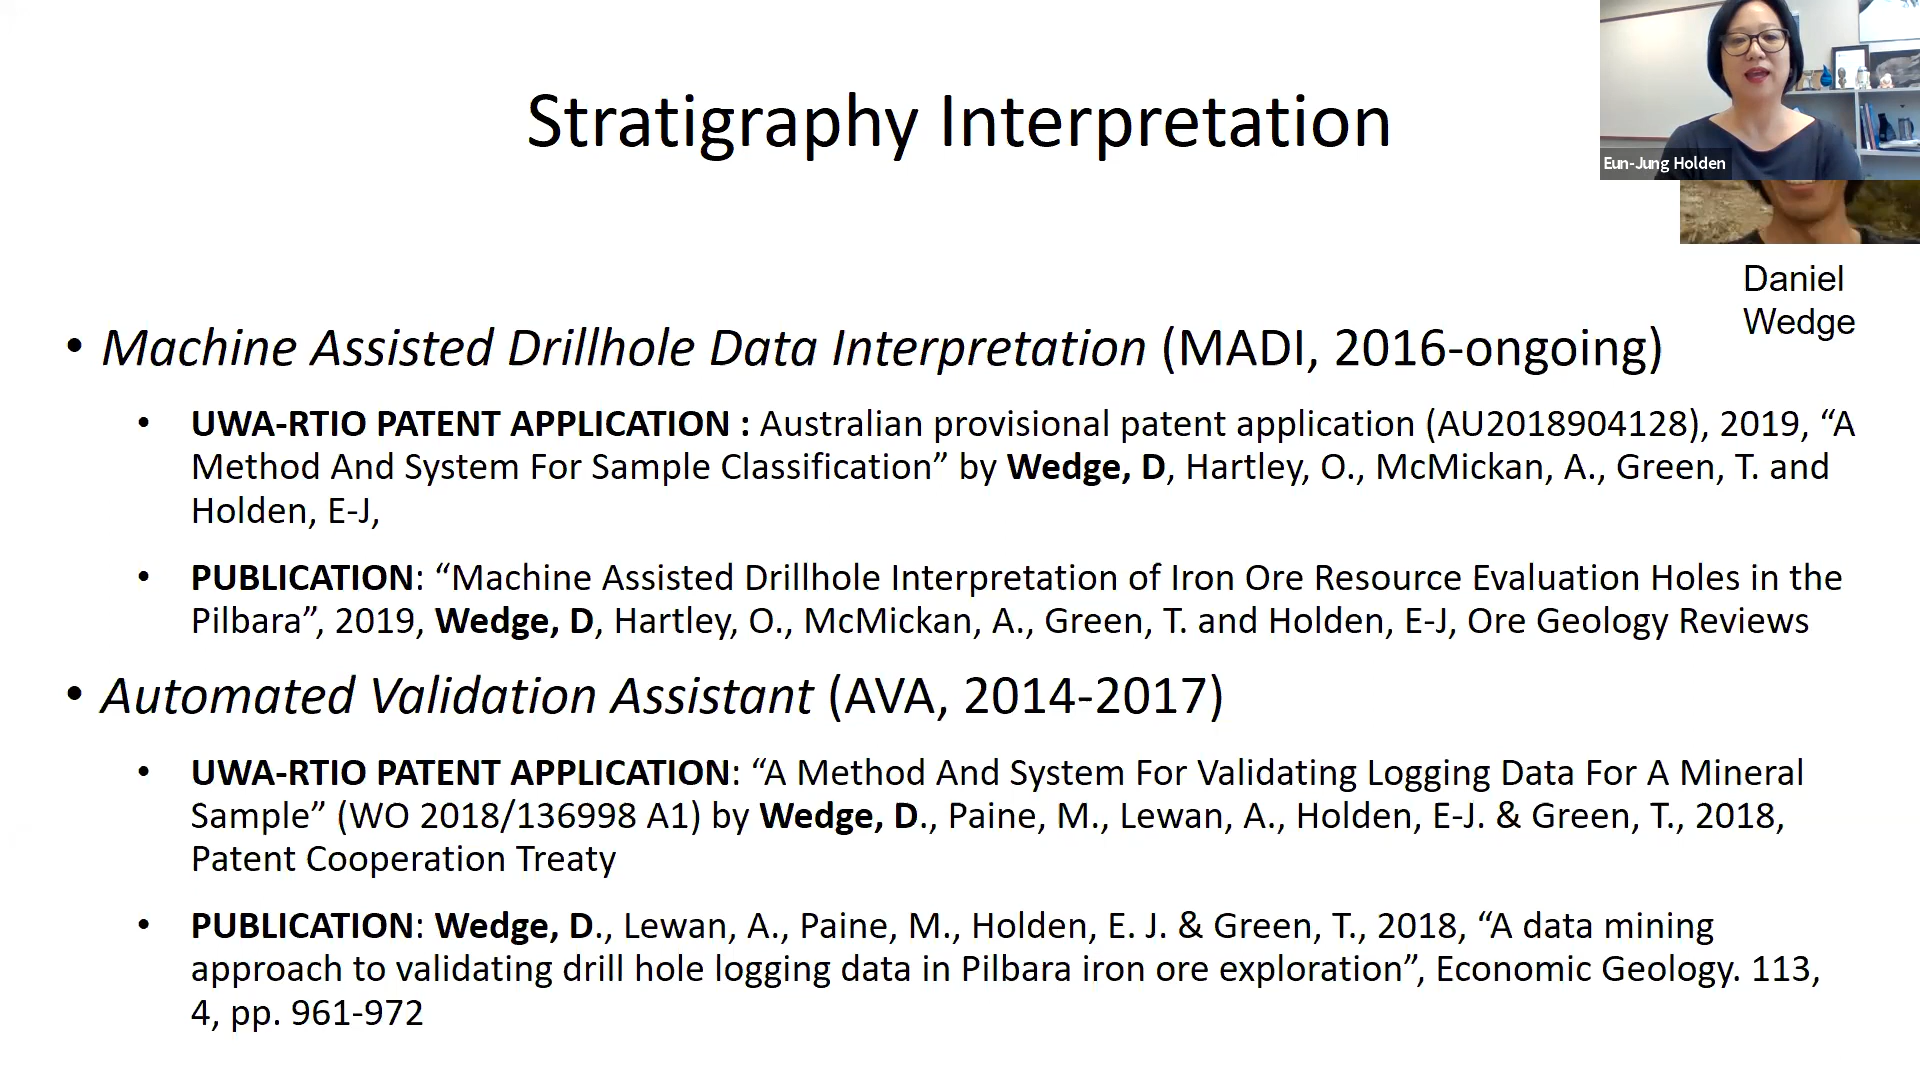 Stratigraphy Interpretation
Eun-Jung Holden
Daniel
Wedge
• Machine Assisted Drillhole Data Interpretation (MADI, 2016-ongoing)
• UWA-RTIO PATENT APPLICATION : Australian provisional patent application (AU2018904128), 2019, “A
Method And System For Sample Classification” by Wedge, D, Hartley, O., McMickan, A., Green, T. and
Holden, E-J,
• PUBLICATION: “Machine Assisted Drillhole Interpretation of Iron Ore Resource Evaluation Holes in the
Pilbara”, 2019, Wedge, D, Hartley, O., McMickan, A., Green, T. and Holden, E-J, Ore Geology Reviews
• Automated Validation Assistant (AVA, 2014-2017)
• UWA-RTIO PATENT APPLICATION: “A Method And System For Validating Logging Data For A Mineral
Sample” (WO 2018/136998 A1) by Wedge, D., Paine, M., Lewan, A., Holden, E-J. & Green, T., 2018,
Patent Cooperation Treaty
• PUBLICATION: Wedge, D., Lewan, A., Paine, M., Holden, E. J. & Green, T., 2018, “A data mining
approach to validating drill hole logging data in Pilbara iron ore exploration”, Economic Geology. 113,
4, pp. 961-972